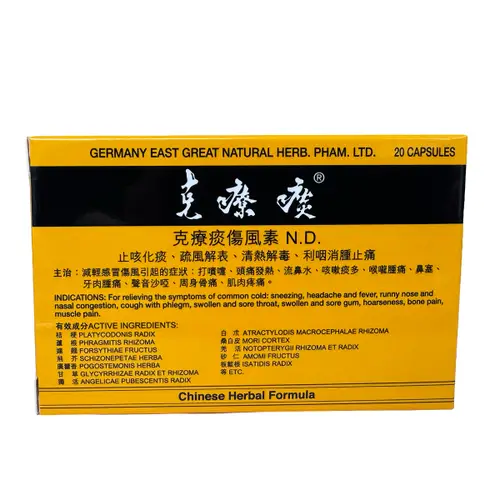 GERMANY EAST GREAT NATURAL HERB. PHAM. LTD. 20 CAPSULES
克療痰®
克療痰傷風素 N.D.
止咳化痰、疏風解表、清熱解毒、利咽消腫止痛
主治：減輕感冒傷風引起的症狀：打噴嚏、頭痛發熱、流鼻水、咳嗽痰多、喉嚨腫痛、鼻塞、
牙肉腫痛、聲音沙啞、周身骨痛、肌肉疼痛。
INDICATIONS: For relieving the symptoms of common cold: sneezing, headache and fever, runny nose and
nasal congestion, cough with phlegm, swollen and sore throat, swollen and sore gum, hoarseness, bone pain,
muscle pain.
有效成分ACTIVE INGREDIENTS:
桔 梗 PLATYCODONIS RADIX
蘆 根 PHRAGMITIS RHIZOMA
連 翹 FORSYTHIAE FRUCTUS
荊 芥 SCHIZONEPETAE HERBA
廣藿香 POGOSTEMONIS HERBA
甘 草 GLYCYRRHIZAE RADIX ET RHIZOMA
獨 活 ANGELICAE PUBESCENTIS RADIX
白 朮 ATRACTYLODIS MACROCEPHALAE RHIZOMA
桑白皮 MORI CORTEX
羌 活 NOTOPTERYGII RHIZOMA ET RADIX
砂 仁 AMOMI FRUCTUS
板藍根 ISATIDIS RADIX
等 ETC.
Chinese Herbal Formula